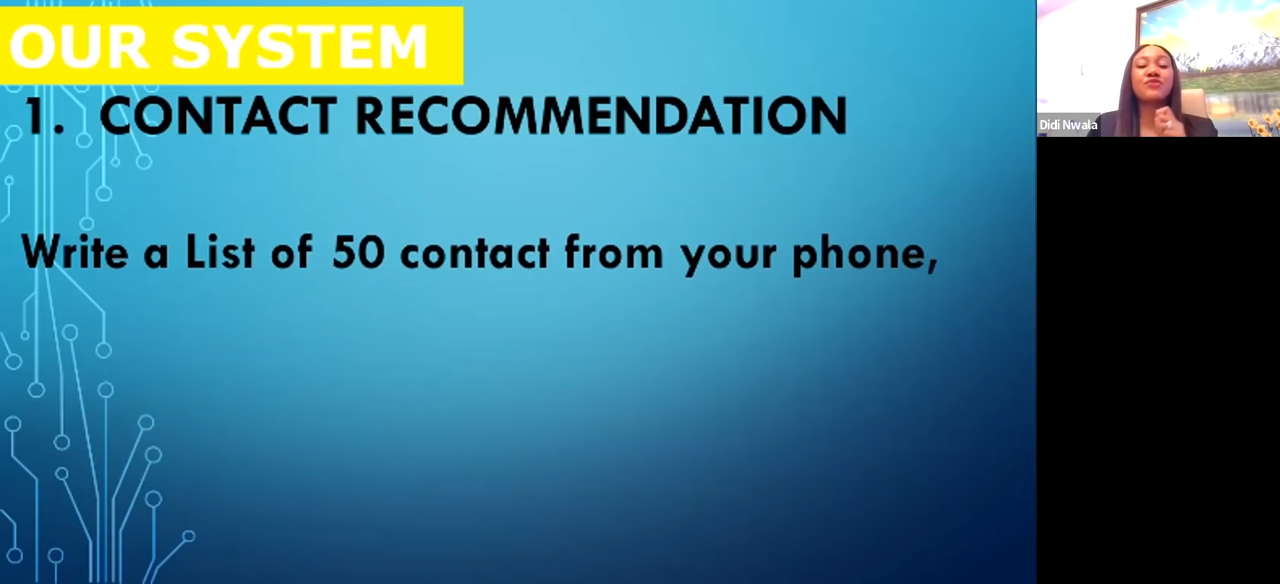 OUR SYSTEM
1. CONTACT RECOMMENDATION
Write a List of 50 contact from your phone,
Didi Nwala